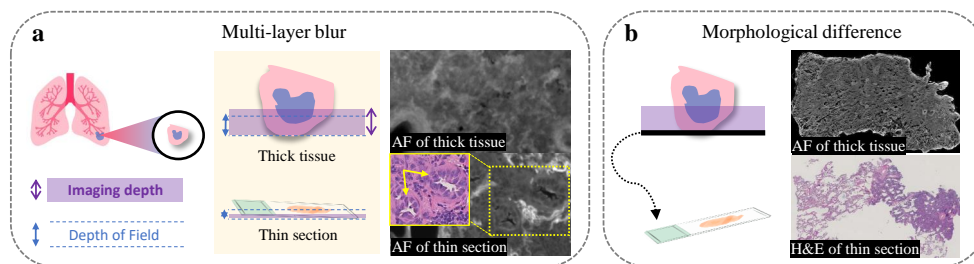 a
Multi-layer blur
Imaging depth
Depth of Field
Thick tissue
Thin section
AF of thick tissue
AF of thin section
b
Morphological difference
AF of thick tissue
H&E of thin section